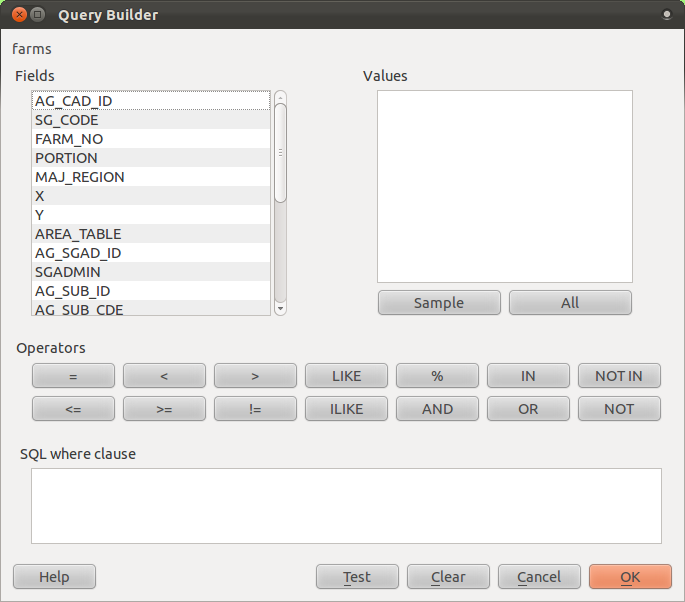 Query Builder
farms
Fields
Values
AG_CAD_ID
SG_CODE
FARM_NO
PORTION
MAJ_REGION
X
Y
AREA_TABLE
AG_SGAD_ID
SGADMIN
AG_SUB_ID
AG_SUB_CDE
Sample All
Operators
= < > LIKE % IN NOT IN
<= >= != ILIKE AND OR NOT
SQL where clause
Help Test Clear Cancel OK